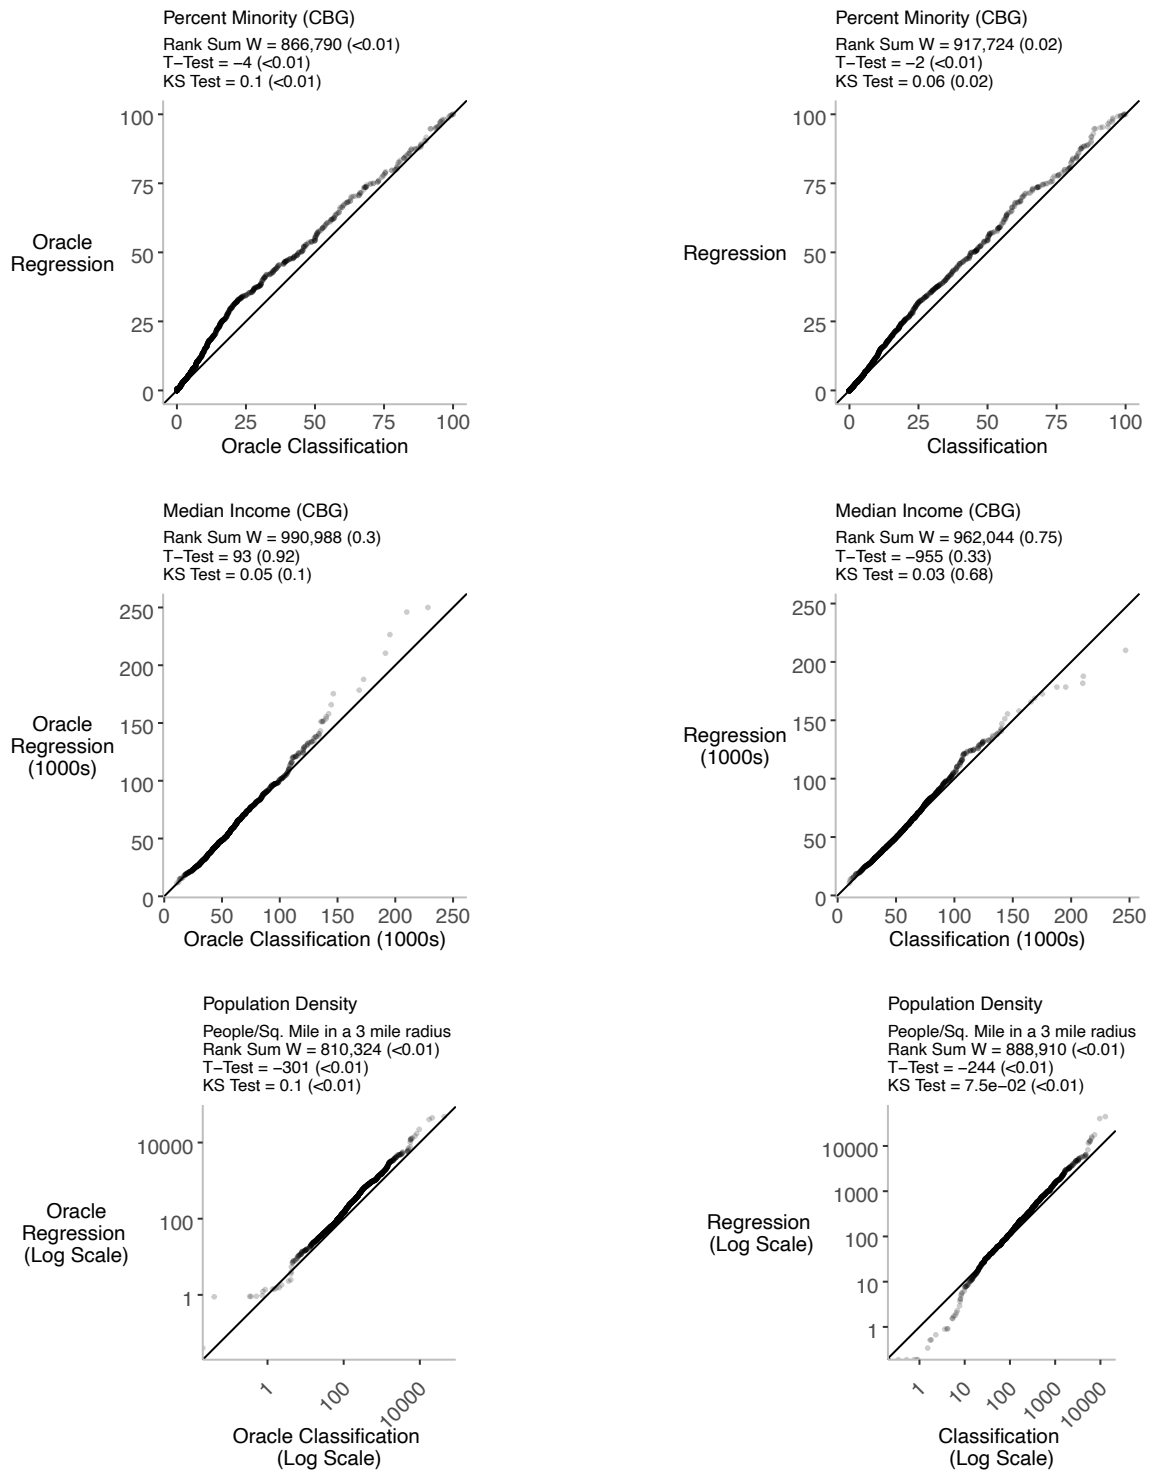 Percent Minority (CBG)
Rank Sum W = 866,790 (<0.01)
T−Test = −4 (<0.01)
KS Test = 0.1 (<0.01)
100
75
50
25
0
Oracle
Regression
0 25 50 75 100
Oracle Classification
Percent Minority (CBG)
Rank Sum W = 917,724 (0.02)
T−Test = −2 (<0.01)
KS Test = 0.06 (0.02)
100
75
50
25
0
Regression
0 25 50 75 100
Classification
Median Income (CBG)
Rank Sum W = 990,988 (0.3)
T−Test = 93 (0.92)
KS Test = 0.05 (0.1)
250
200
150
100
50
0
Oracle
Regression
(1000s)
0 50 100 150 200 250
Oracle Classification (1000s)
Median Income (CBG)
Rank Sum W = 962,044 (0.75)
T−Test = −955 (0.33)
KS Test = 0.03 (0.68)
250
200
150
100
50
0
Regression
(1000s)
0 50 100 150 200 250
Classification (1000s)
Population Density
People/Sq. Mile in a 3 mile radius
Rank Sum W = 810,324 (<0.01)
T−Test = −301 (<0.01)
KS Test = 0.1 (<0.01)
10000
100
1
Oracle
Regression
(Log Scale)
1 100 10000
Oracle Classification
(Log Scale)
Population Density
People/Sq. Mile in a 3 mile radius
Rank Sum W = 888,910 (<0.01)
T−Test = −244 (<0.01)
KS Test = 7.5e−02 (<0.01)
10000
1000
100
10
1
Regression
(Log Scale)
1 10 100 1000 10000
Classification
(Log Scale)